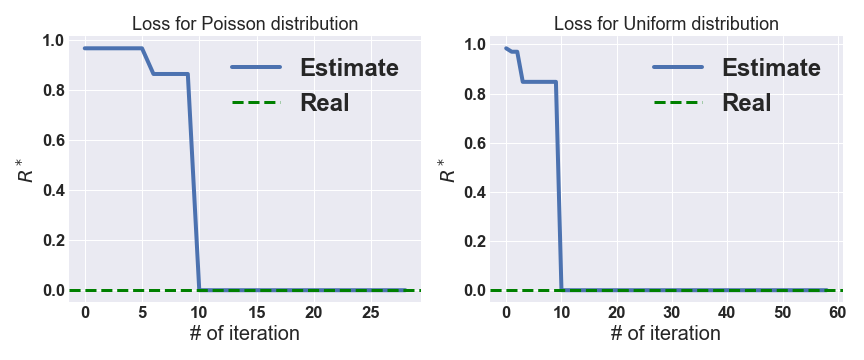 Loss for Poisson distribution
1.0
0.8
0.6
0.4
0.2
0.0
R*
Estimate
Real
0 5 10 15 20 25
# of iteration
Loss for Uniform distribution
1.0
0.8
0.6
0.4
0.2
0.0
R*
Estimate
Real
0 10 20 30 40 50 60
# of iteration